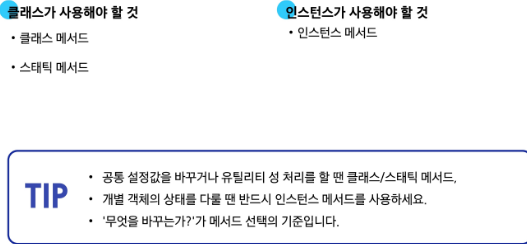 클래스가 사용해야 할 것
• 클래스 메서드
• 스태틱 메서드
인스턴스가 사용해야 할 것
• 인스턴스 메서드
TIP
• 공통 설정값을 바꾸거나 유틸리티 성 처리를 할 땐 클래스/스태틱 메서드,
• 개별 객체의 상태를 다룰 땐 반드시 인스턴스 메서드를 사용하세요.
• '무엇을 바꾸는가?'가 메서드 선택의 기준입니다.